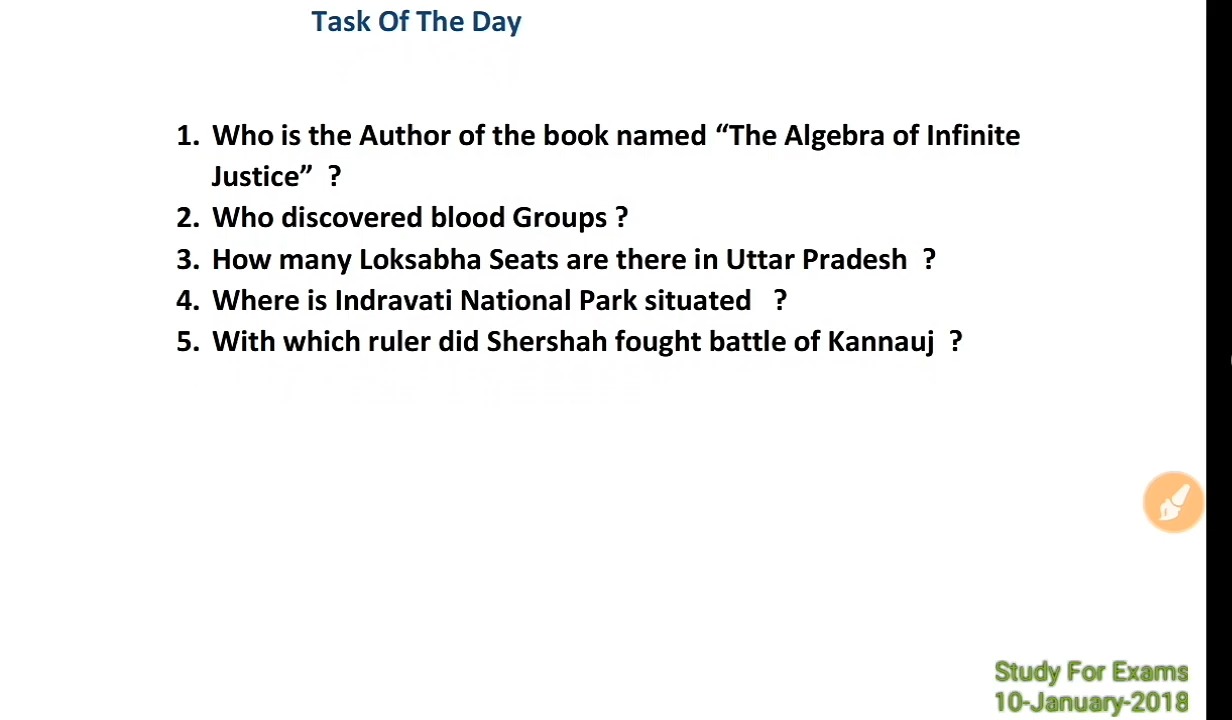 Task Of The Day
1. Who is the Author of the book named “The Algebra of Infinite
Justice” ?
2. Who discovered blood Groups ?
3. How many Loksabha Seats are there in Uttar Pradesh ?
4. Where is Indravati National Park situated ?
5. With which ruler did Shershah fought battle of Kannauj ?
Study For Exams
10-January-2018